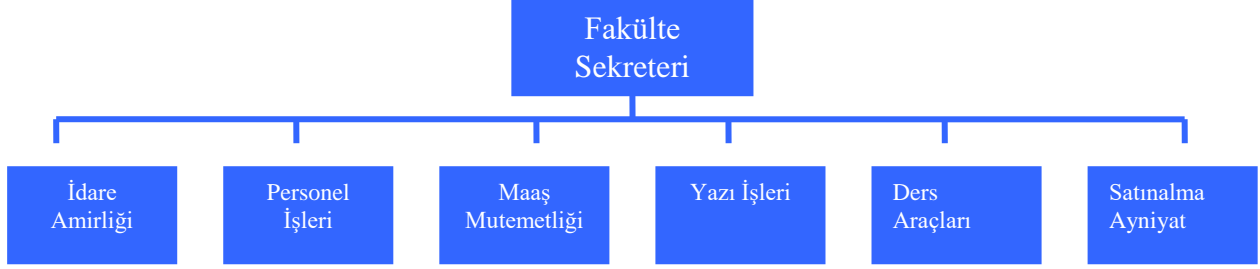 Fakülte
Sekreteri
İdare
Amirliği
Personel
İşleri
Maaş
Mutemetliği
Yazı İşleri
Ders
Araçları
Satınalma
Ayniyat